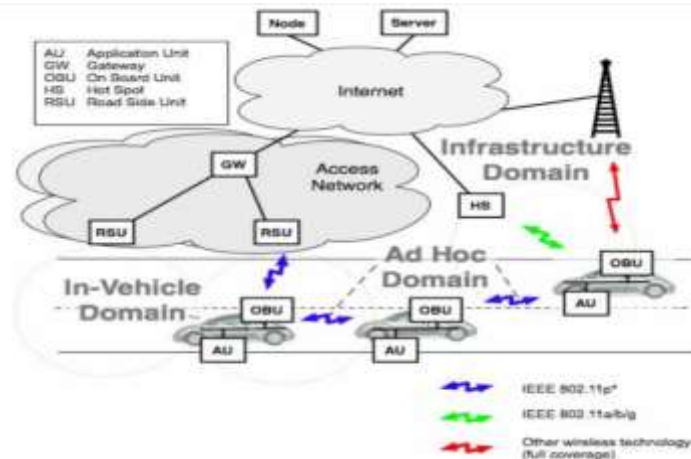 Node
Server
AU Application Unit
GW Gateway
OBU On Board Unit
HS Hot Spot
RSU Road Side Unit
Internet
Infrastructure
Domain
GW
Access
Network
HS
RSU
RSU
Ad Hoc
Domain
In-Vehicle
Domain
OBU
OBU
OBU
AU
AU
AU
IEEE 802.11p*
IEEE 802.11a/b/g
Other wireless technology
(full coverage)